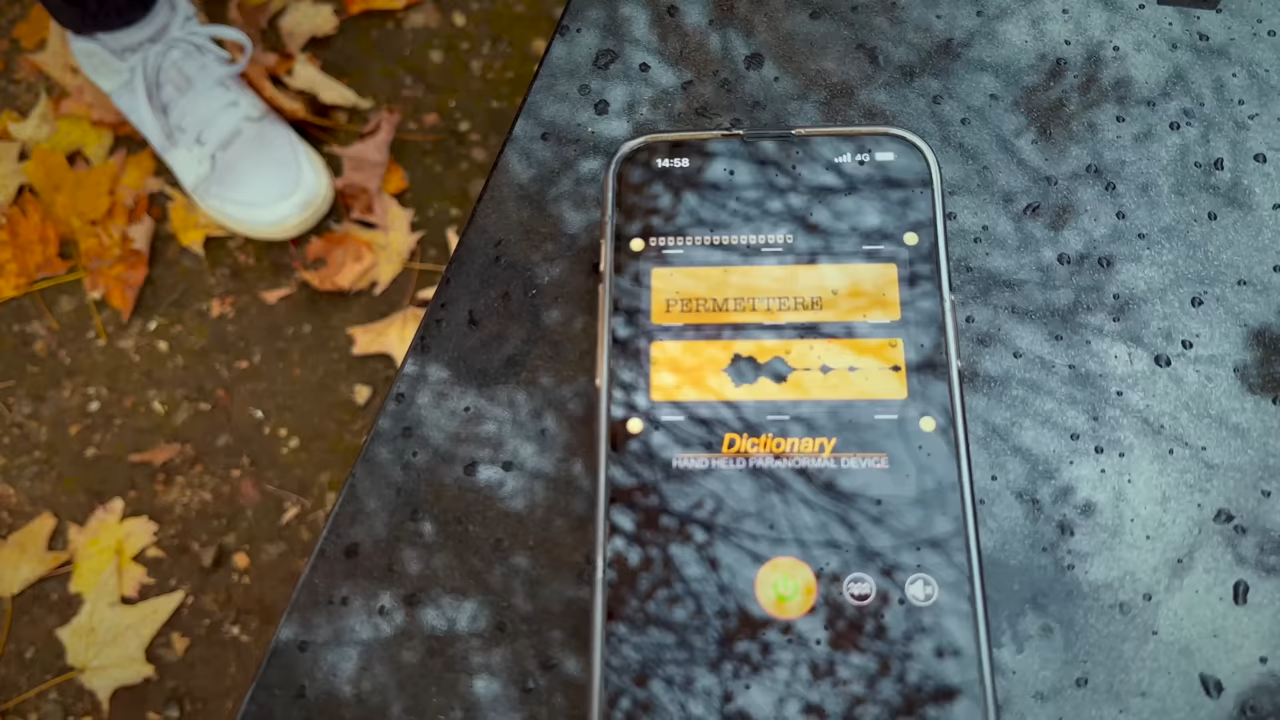 14:58
4G
PERMETTERE
Dictionary
HAND HELD PARANORMAL DEVICE